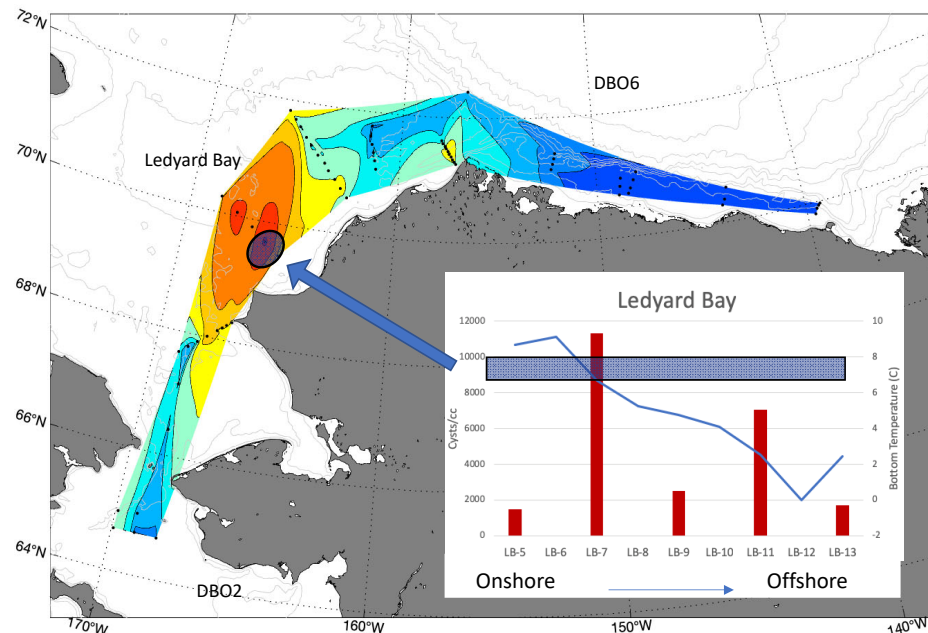 72°N
DBO6
Ledyard Bay
70°N
68°N
66°N
64°N
DBO2
Ledyard Bay
12000
10000
8000
6000
4000
2000
0
Cysts/cc
10
8
6
4
2
0
-2
Bottom Temperature (C)
LB-5 LB-6 LB-7 LB-8 LB-9 LB-10 LB-11 LB-12 LB-13
Onshore Offshore
170°W 160°W 150°W 140°W